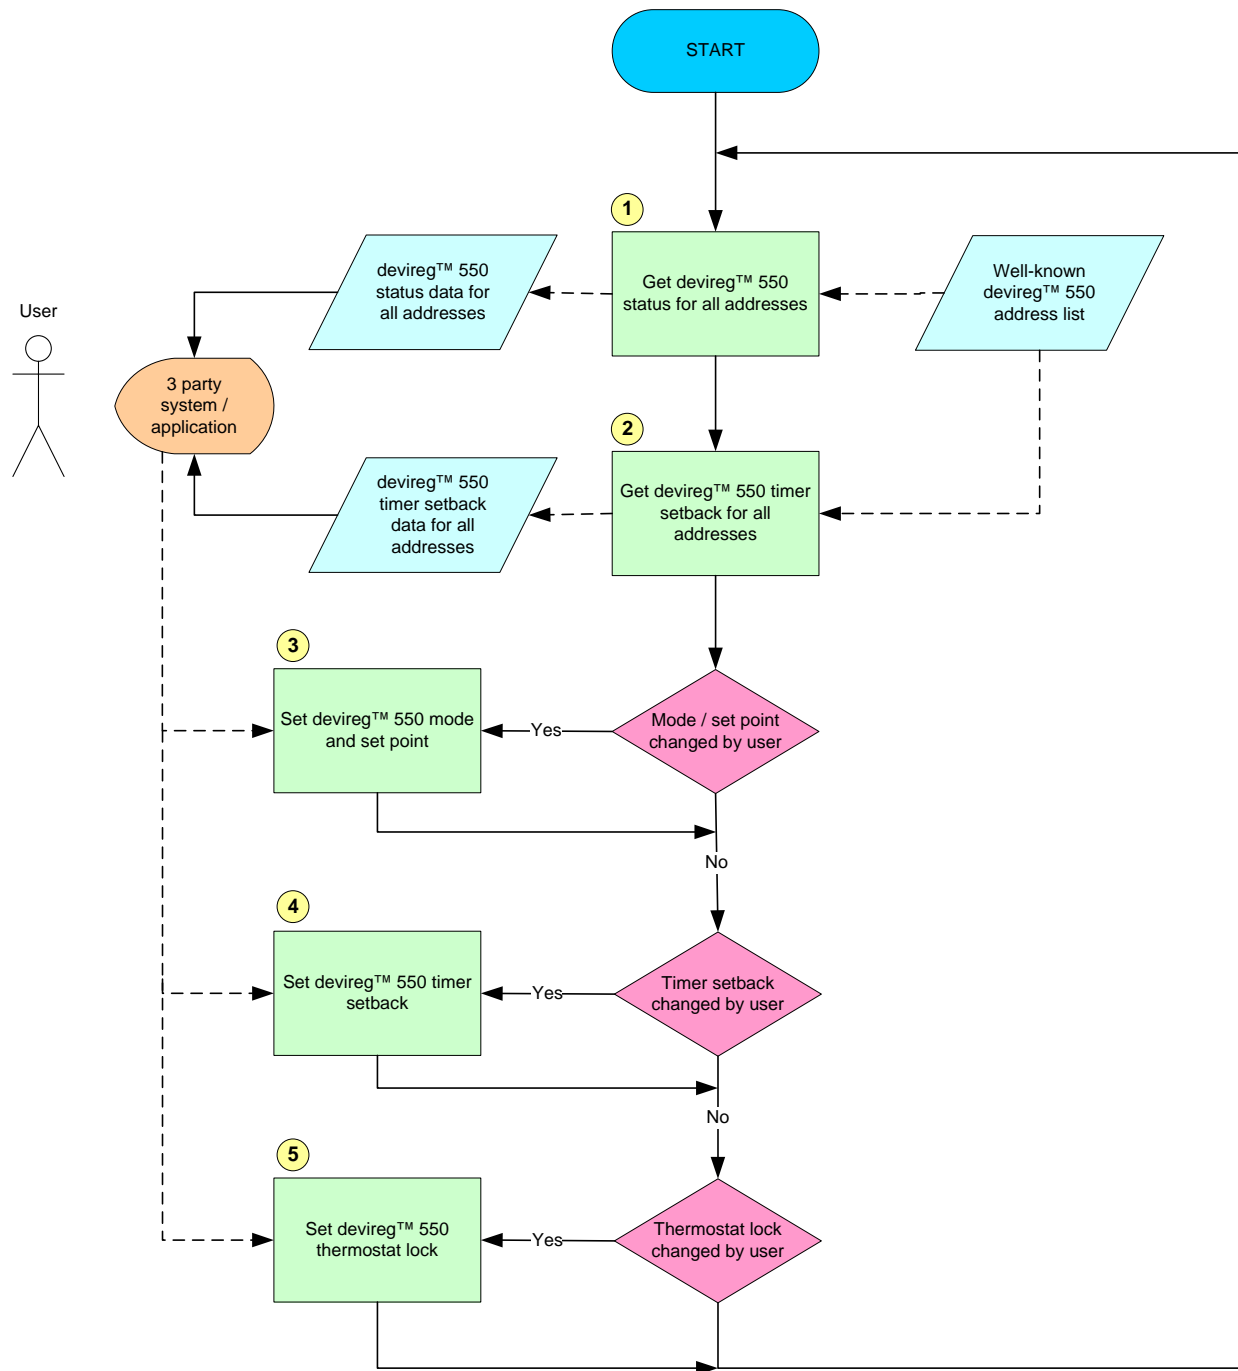 START
1
devireg™ 550
status data for
all addresses
Get devireg™ 550
status for all addresses
Well-known
devireg™ 550
address list
User
3 party
system /
application
2
devireg™ 550
timer setback
data for all
addresses
Get devireg™ 550 timer
setback for all
addresses
3
Set devireg™ 550 mode
and set point
Yes
Mode / set point
changed by user
No
4
Set devireg™ 550 timer
setback
Yes
Timer setback
changed by user
No
5
Set devireg™ 550
thermostat lock
Yes
Thermostat lock
changed by user